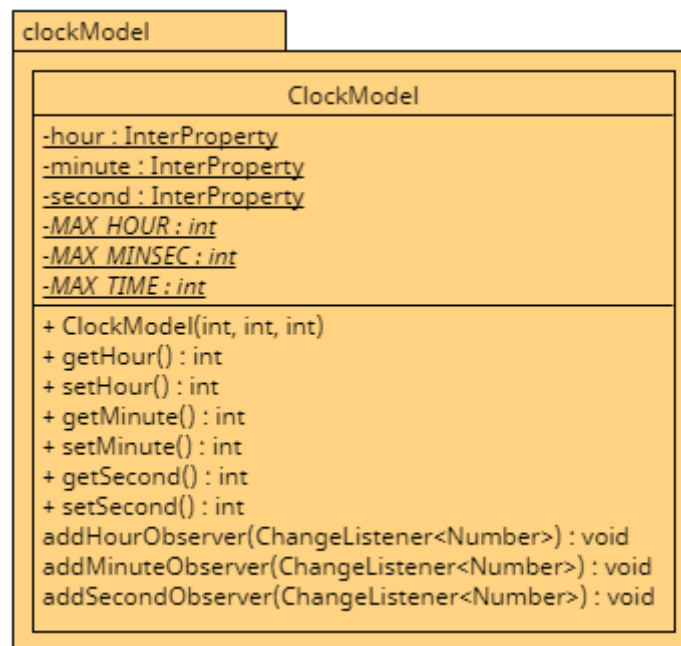 clockModel
ClockModel
-hour : InterProperty
-minute : InterProperty
-second : InterProperty
-MAX_HOUR : int
-MAX_MINSEC : int
-MAX_TIME : int
+ ClockModel(int, int, int)
+ getHour() : int
+ setHour() : int
+ getMinute() : int
+ setMinute() : int
+ getSecond() : int
+ setSecond() : int
addHourObserver(ChangeListener<Number>) : void
addMinuteObserver(ChangeListener<Number>) : void
addSecondObserver(ChangeListener<Number>) : void